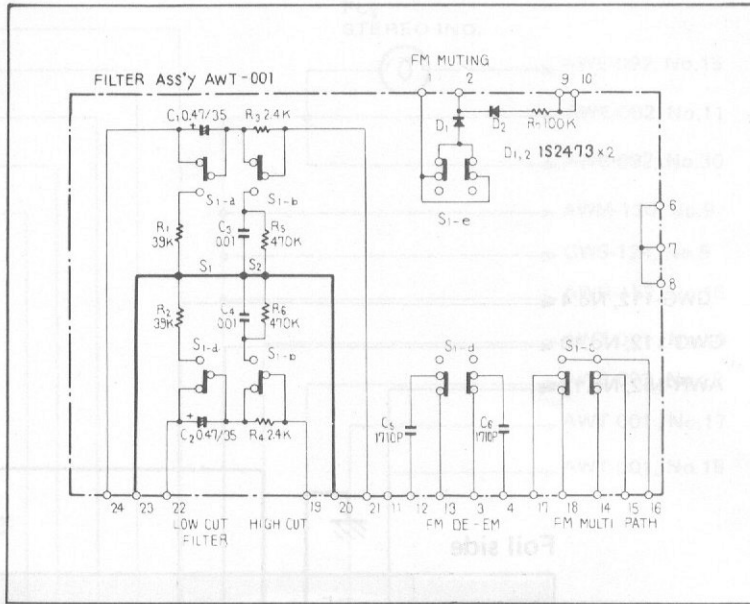 FM MUTING
FILTER ASS'Y AWT-001
1 2 9 10
C1 0.47/35 R3 2.4K
D1 D2 R7 100K
D1,2 1S2473×2
S1-a S1-b
S1-e
6
R1 39K
C3 .001
R5 470K
7
S1 S2
8
R2 39K
C4 .001
R6 470K
S1-a S1-b
S1-d S1-c
C2 0.47/35 R4 2.4K
C5 1710P
C6 1710P
24 23 22 19 20 21 11 12 13 3 4 17 18 14 15 16
LOW CUT FILTER
HIGH CUT
FM DE-EM
FM MULTI PATH
Foil side